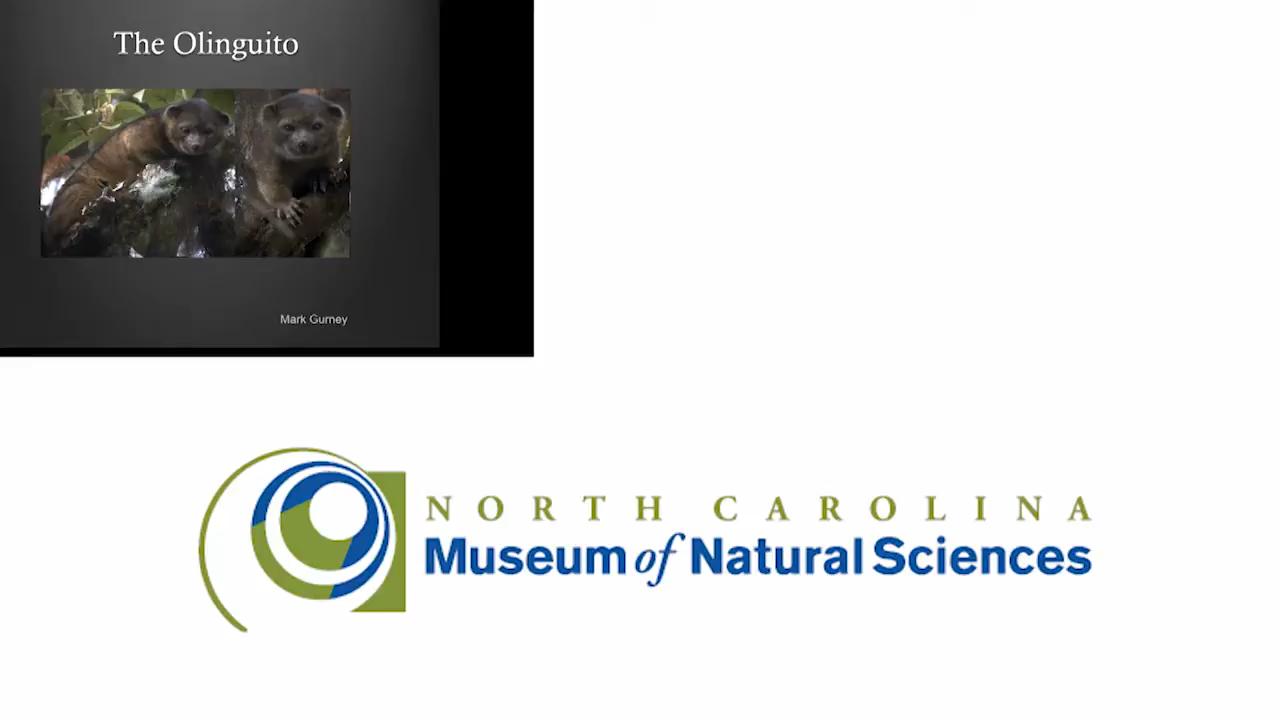 The Olinguito
Mark Gurney
NORTH CAROLINA
Museum of Natural Sciences